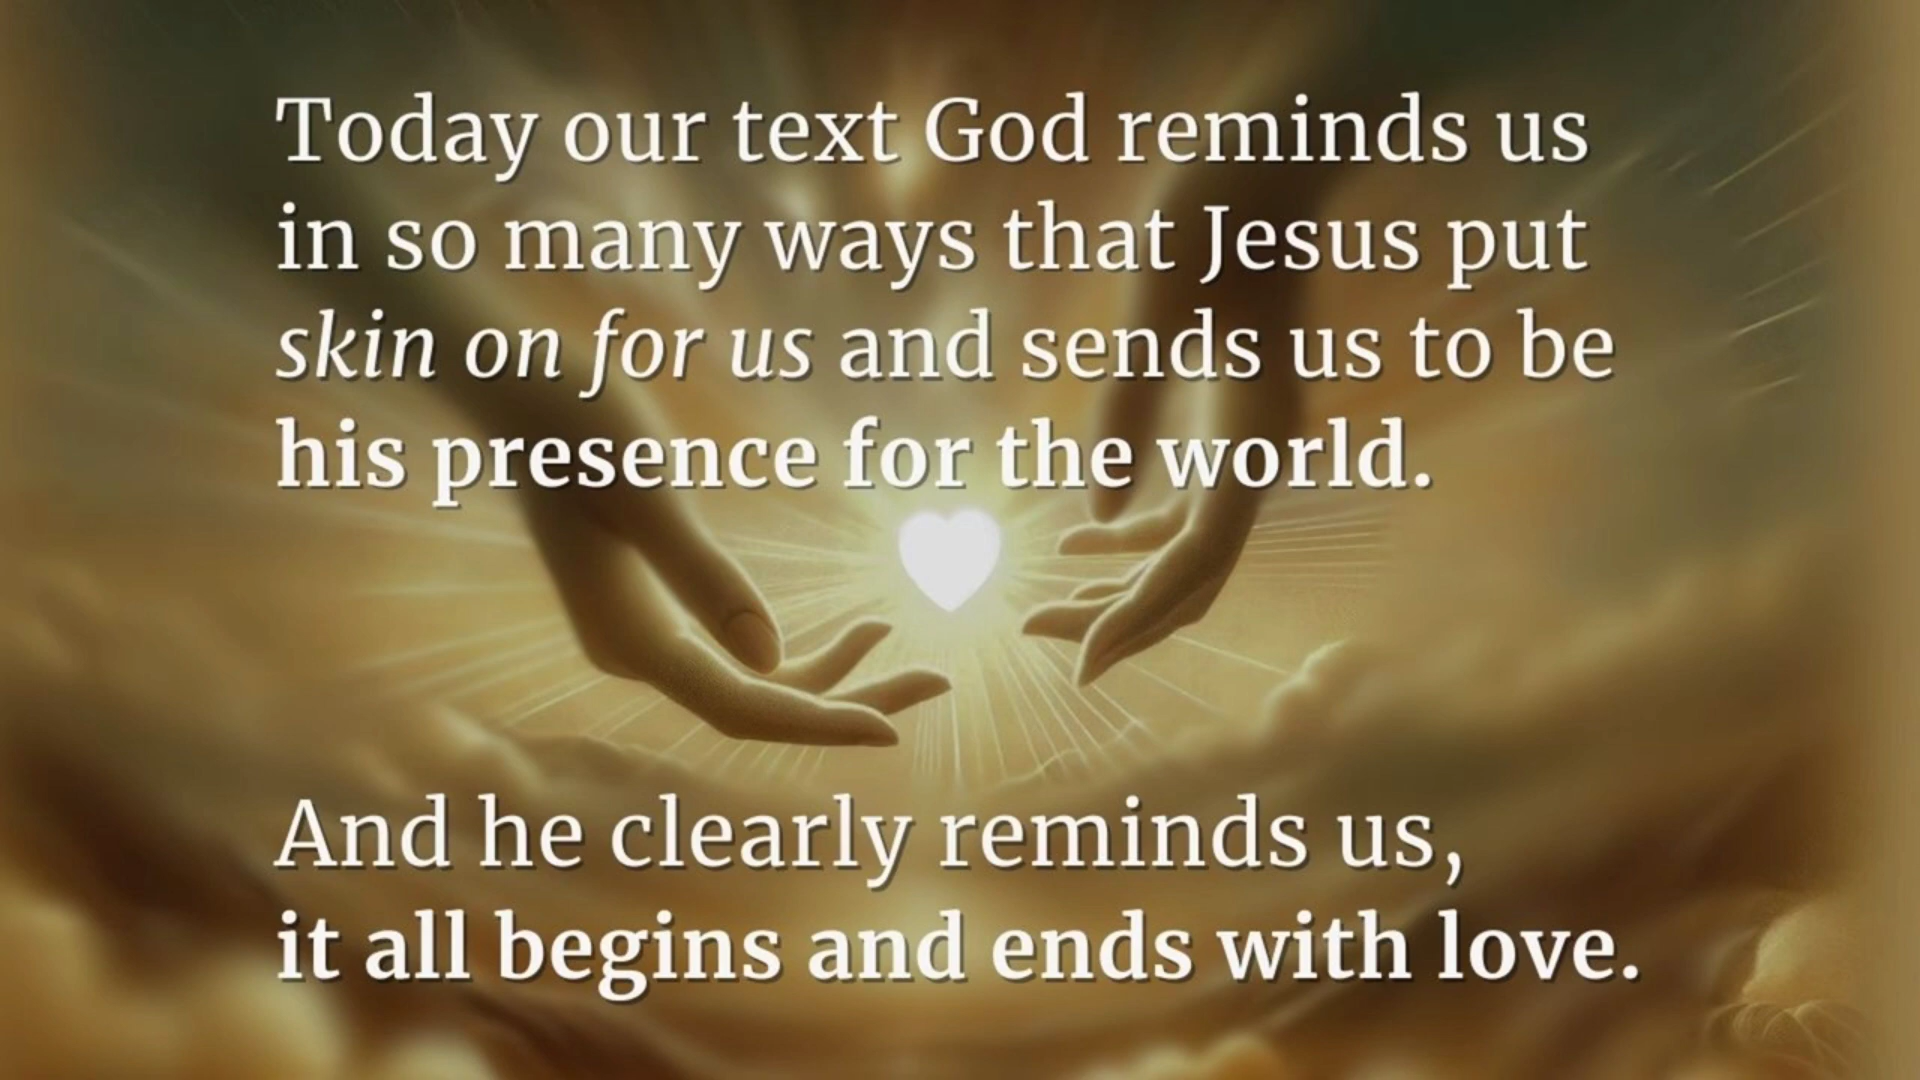 Today our text God reminds us
in so many ways that Jesus put
skin on for us and sends us to be
his presence for the world.
And he clearly reminds us,
it all begins and ends with love.